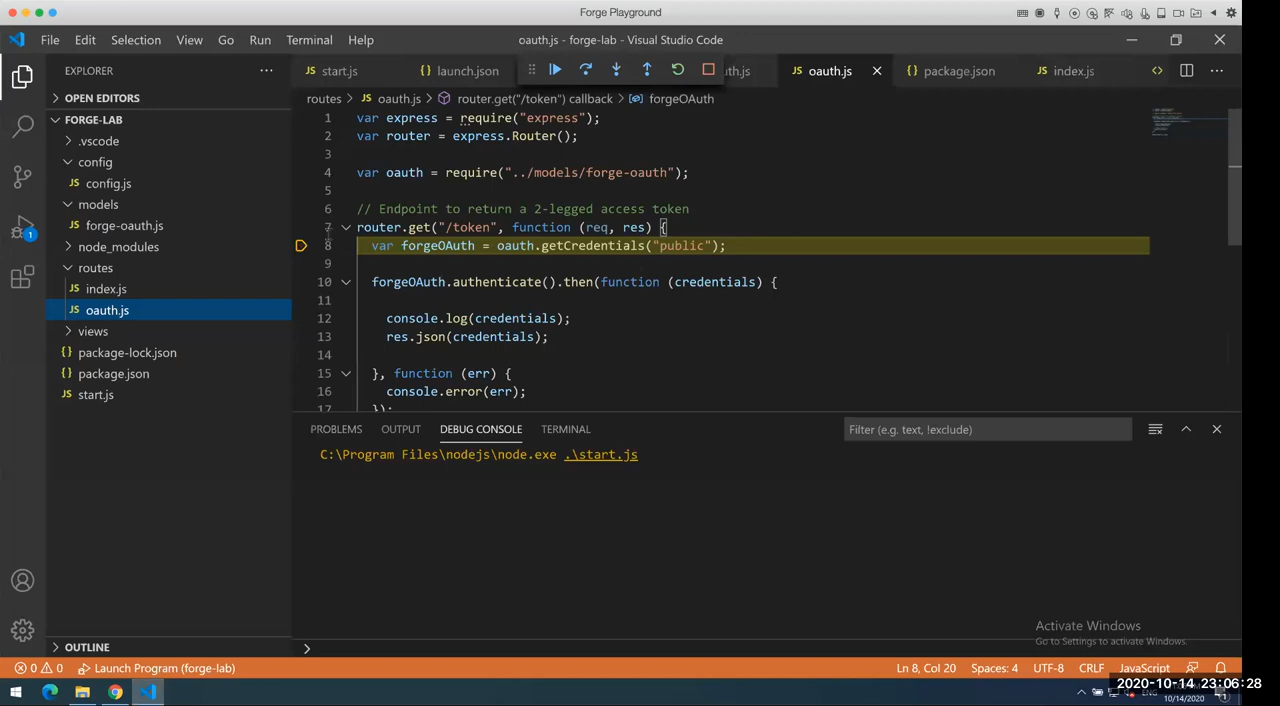 Forge Playground
File Edit Selection View Go Run Terminal Help
oauth.js - forge-lab - Visual Studio Code
EXPLORER
start.js
launch.json
th.js
oauth.js
package.json
index.js
OPEN EDITORS
FORGE-LAB
.vscode
config
config.js
models
forge-oauth.js
node_modules
routes
index.js
oauth.js
views
package-lock.json
package.json
start.js
OUTLINE
1
routes > oauth.js > router.get("/token") callback > forgeOAuth
1 var express = require("express");
2 var router = express.Router();
3
4 var oauth = require("../models/forge-oauth");
5
6 // Endpoint to return a 2-legged access token
7 router.get("/token", function (req, res) {
8 var forgeOAuth = oauth.getCredentials("public");
9
10 forgeOAuth.authenticate().then(function (credentials) {
11
12 console.log(credentials);
13 res.json(credentials);
14
15 }, function (err) {
16 console.error(err);
17 });
PROBLEMS OUTPUT DEBUG CONSOLE TERMINAL
Filter (e.g. text, !exclude)
C:\Program Files\nodejs\node.exe .\start.js
Activate Windows
Go to Settings to activate Windows.
0 0 Launch Program (forge-lab)
Ln 8, Col 20 Spaces: 4 UTF-8 CRLF JavaScript
2020-10-14 23:06:28
ENG
10/14/2020